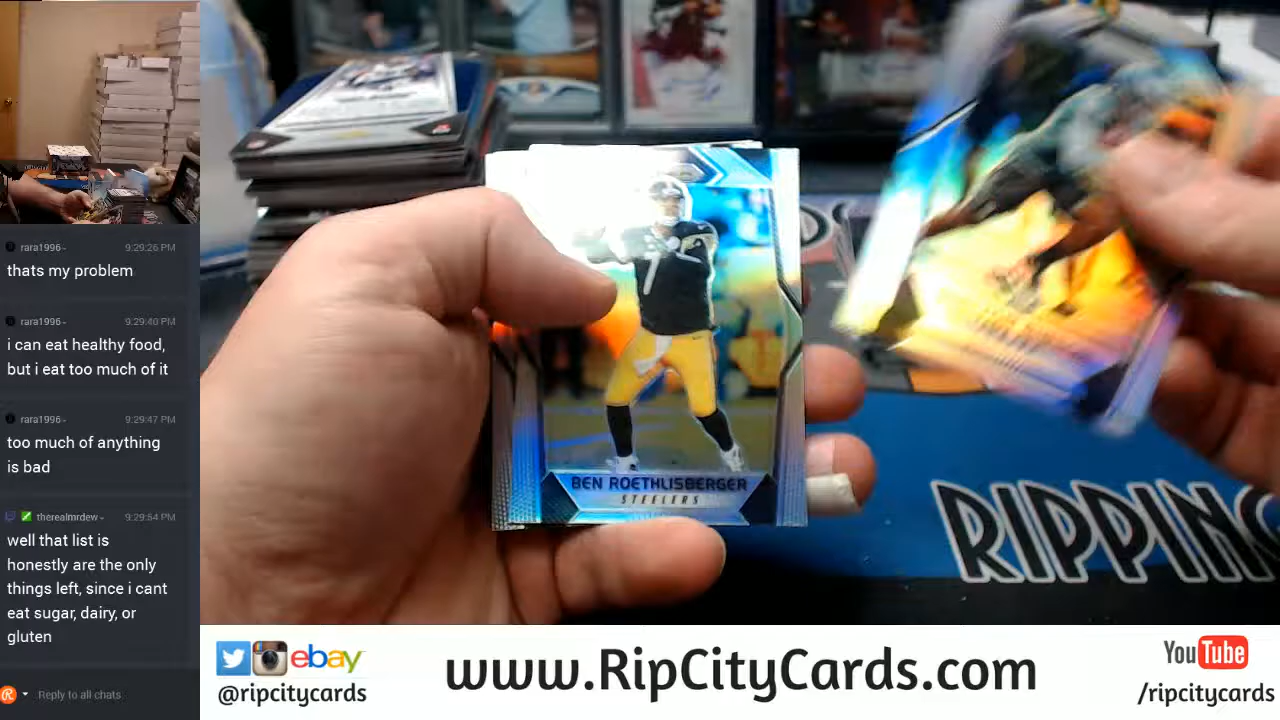 rara1996 9:29:26 PM
thats my problem
rara1996 9:29:40 PM
i can eat healthy food,
but i eat too much of it
rara1996 9:29:47 PM
too much of anything
is bad
therealmrdew 9:29:54 PM
well that list is
honestly are the only
things left, since i cant
eat sugar, dairy, or
gluten
Reply to all chats
7
BEN ROETHLISBERGER
STEELERS
RIPPING
ebay
@ripcitycards
www.RipCityCards.com
YouTube
/ripcitycards